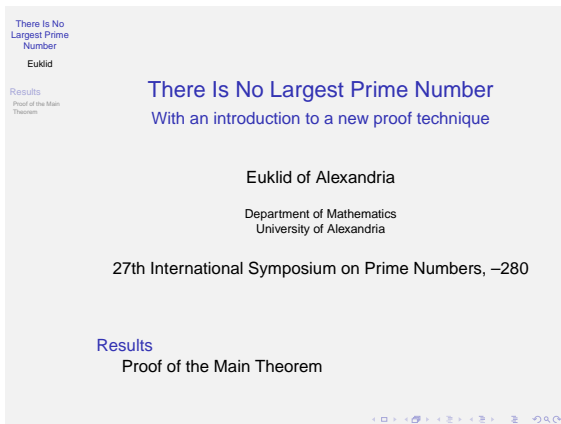 There Is No
Largest Prime
Number
Euklid
Results
Proof of the Main
Theorem
There Is No Largest Prime Number
With an introduction to a new proof technique
Euklid of Alexandria
Department of Mathematics
University of Alexandria
27th International Symposium on Prime Numbers, –280
Results
Proof of the Main Theorem